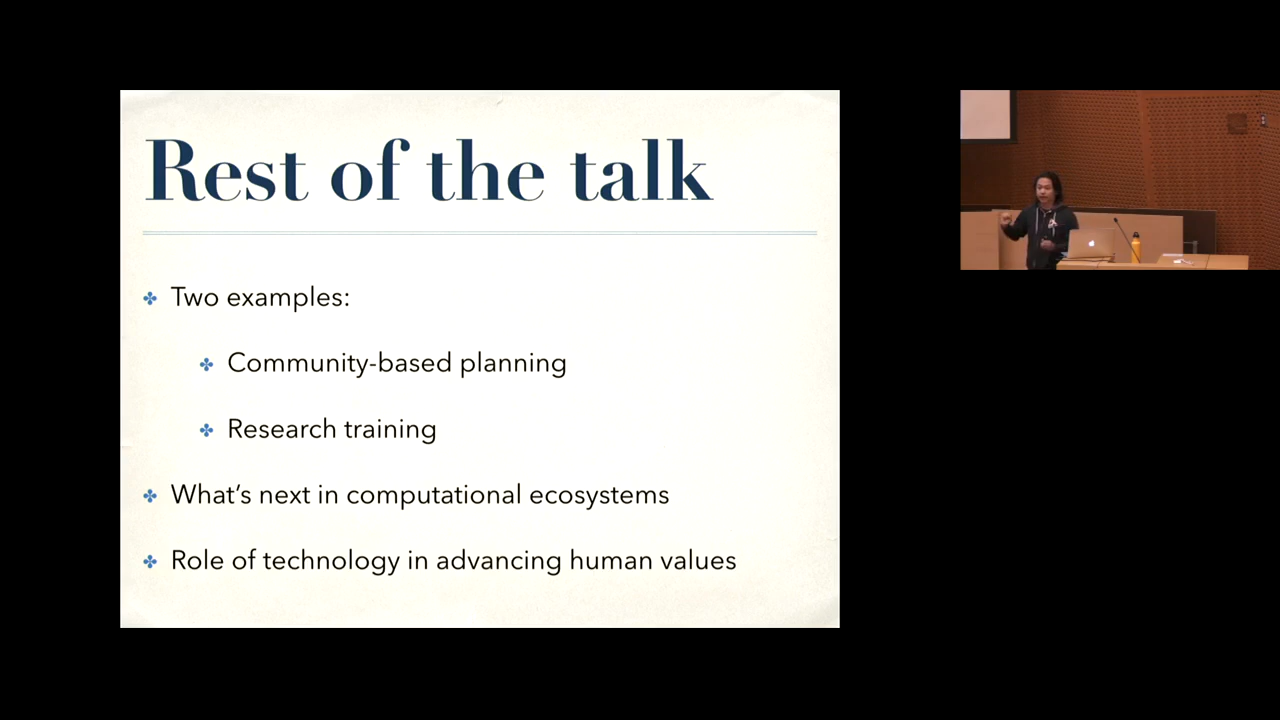 Rest of the talk
Two examples:
Community-based planning
Research training
What's next in computational ecosystems
Role of technology in advancing human values